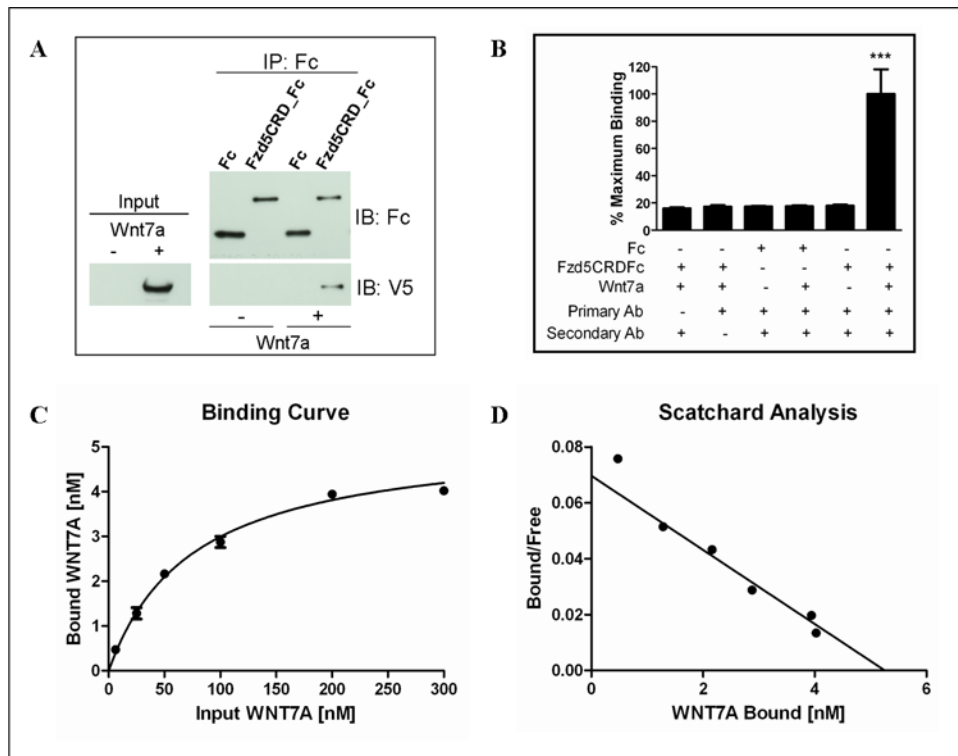 A
IP: Fc
Fc
Fzd5CRD_Fc
Fc
Fzd5CRD_Fc
Input
Wnt7a
- +
IB: Fc
IB: V5
- +
Wnt7a
B
% Maximum Binding
120
100
80
60
40
20
0
***
Fc - - + + - -
Fzd5CRDFc + + - - + +
Wnt7a + + - + - +
Primary Ab - + + + + +
Secondary Ab + - + + + +
C
Binding Curve
Bound WNT7A [nM]
5
4
3
2
1
0
0 50 100 150 200 250 300
Input WNT7A [nM]
D
Scatchard Analysis
Bound/Free
0.08
0.06
0.04
0.02
0.00
0 2 4 6
WNT7A Bound [nM]